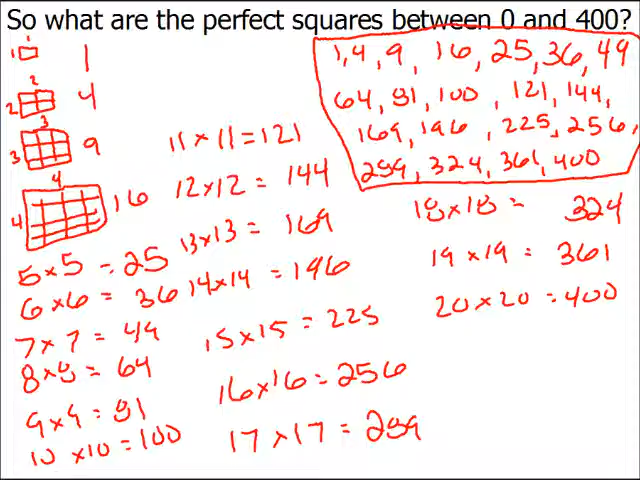 So what are the perfect squares between 0 and 400?
1 1
1, 4, 9, 16, 25, 36, 49
64, 81, 100, 121, 144,
169, 196, 225, 256,
289, 324, 361, 400
2
2 4
3
3 9
4
4 16
5 x 5 = 25
6 x 6 = 36
7 x 7 = 49
8 x 8 = 64
9 x 9 = 81
10 x 10 = 100
11 x 11 = 121
12 x 12 = 144
13 x 13 = 169
14 x 14 = 196
15 x 15 = 225
16 x 16 = 256
17 x 17 = 289
18 x 18 = 324
19 x 19 = 361
20 x 20 = 400